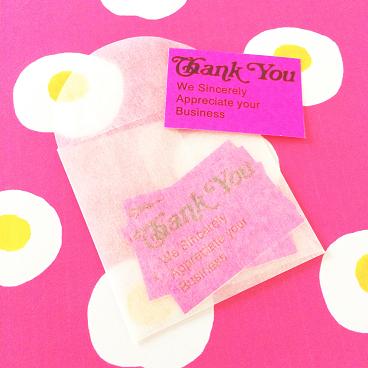 Thank You
We Sincerely
Appreciate your
Business
Thank You
We Sincerely
Appreciate your
Business